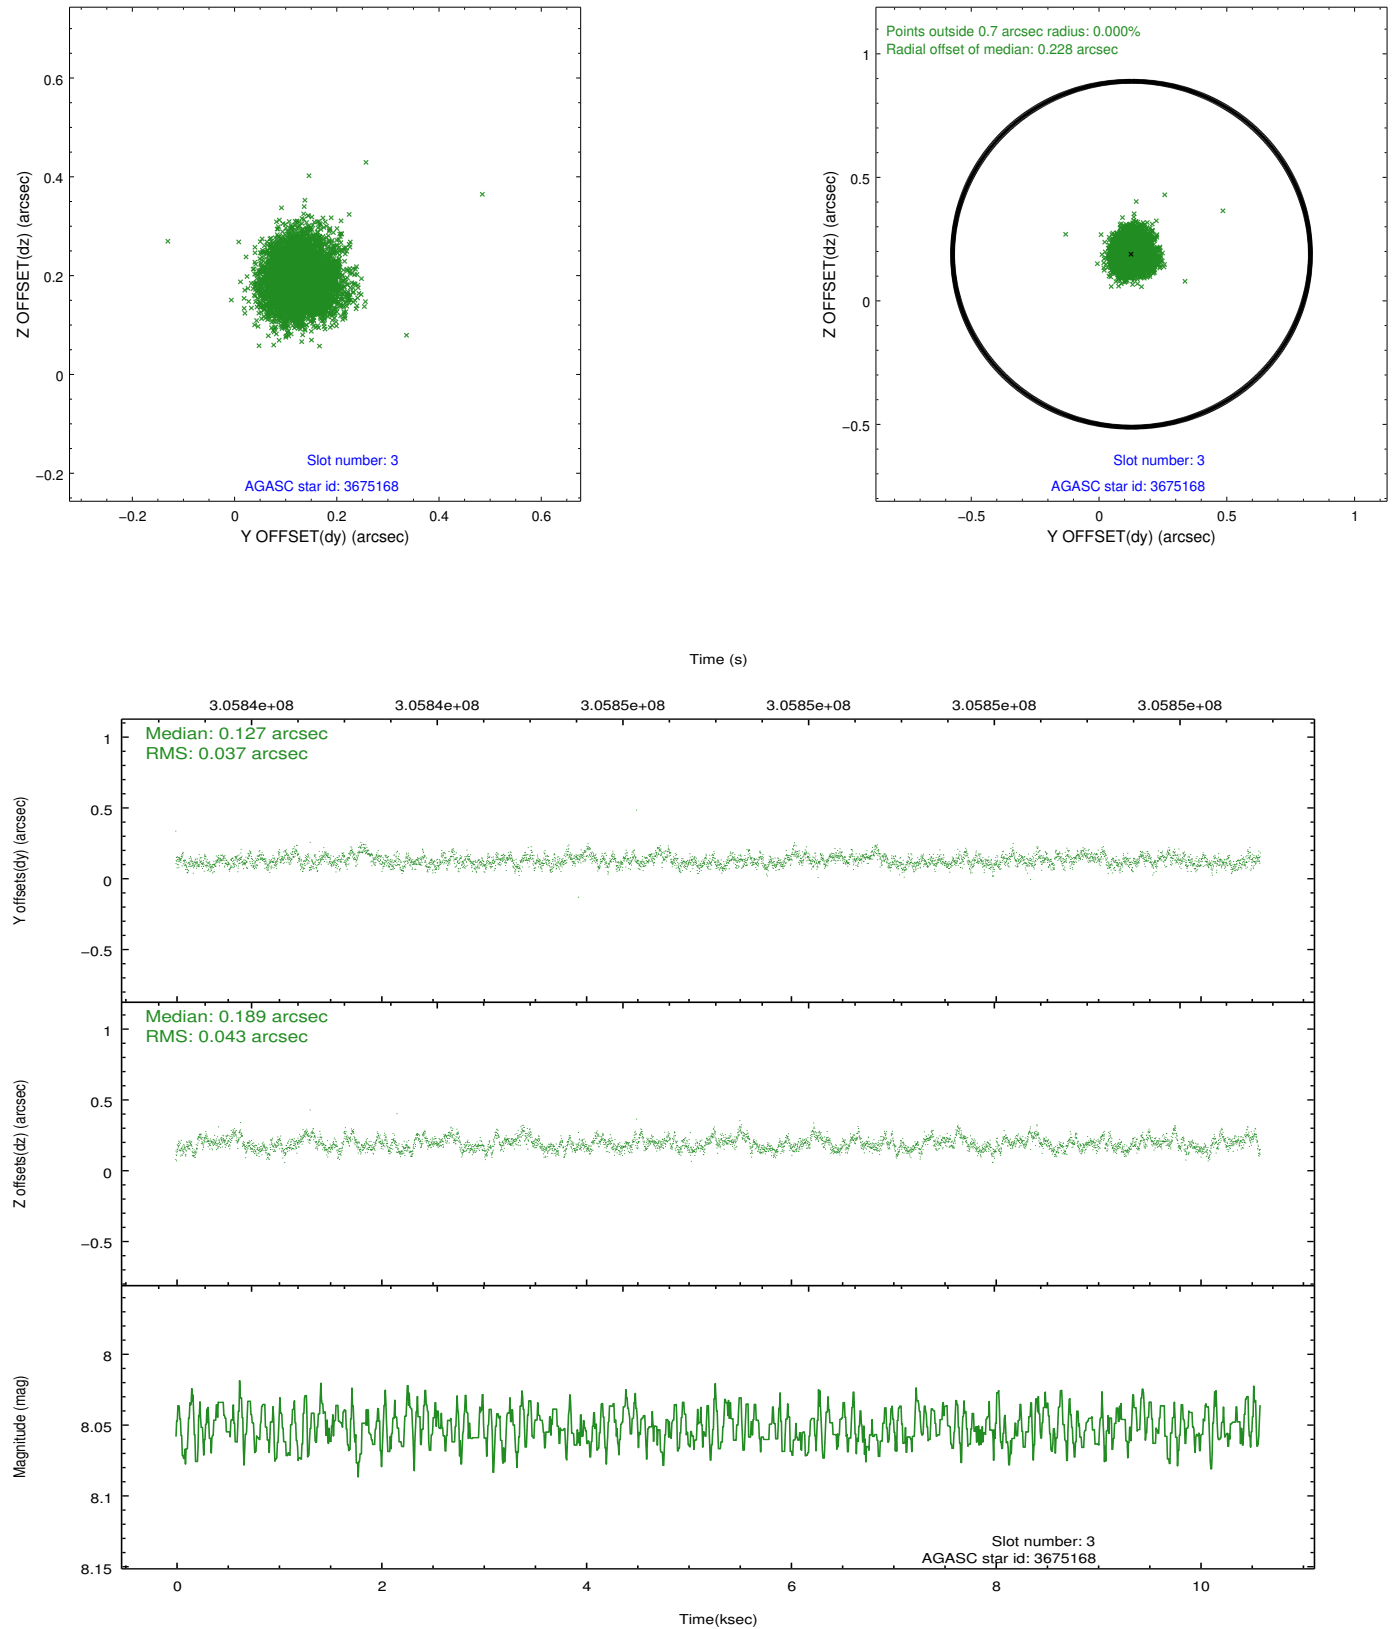 0.6
0.4
0.2
0
−0.2
−0.2
0
0.2
0.4
0.6
Z OFFSET(dz) (arcsec)
Y OFFSET(dy) (arcsec)
Slot number: 3
AGASC star id: 3675168
Points outside 0.7 arcsec radius: 0.000%
Radial offset of median: 0.228 arcsec
1
0.5
0
−0.5
−0.5
0
0.5
1
Z OFFSET(dz) (arcsec)
Y OFFSET(dy) (arcsec)
Slot number: 3
AGASC star id: 3675168
Time (s)
3.0584e+08
3.0584e+08
3.0585e+08
3.0585e+08
3.0585e+08
3.0585e+08
Median: 0.127 arcsec
RMS: 0.037 arcsec
1
0.5
0
−0.5
Y offsets(dy) (arcsec)
Median: 0.189 arcsec
RMS: 0.043 arcsec
1
0.5
0
−0.5
Z offsets(dz) (arcsec)
8
8.05
8.1
8.15
Magnitude (mag)
Slot number: 3
AGASC star id: 3675168
0
2
4
6
8
10
Time(ksec)